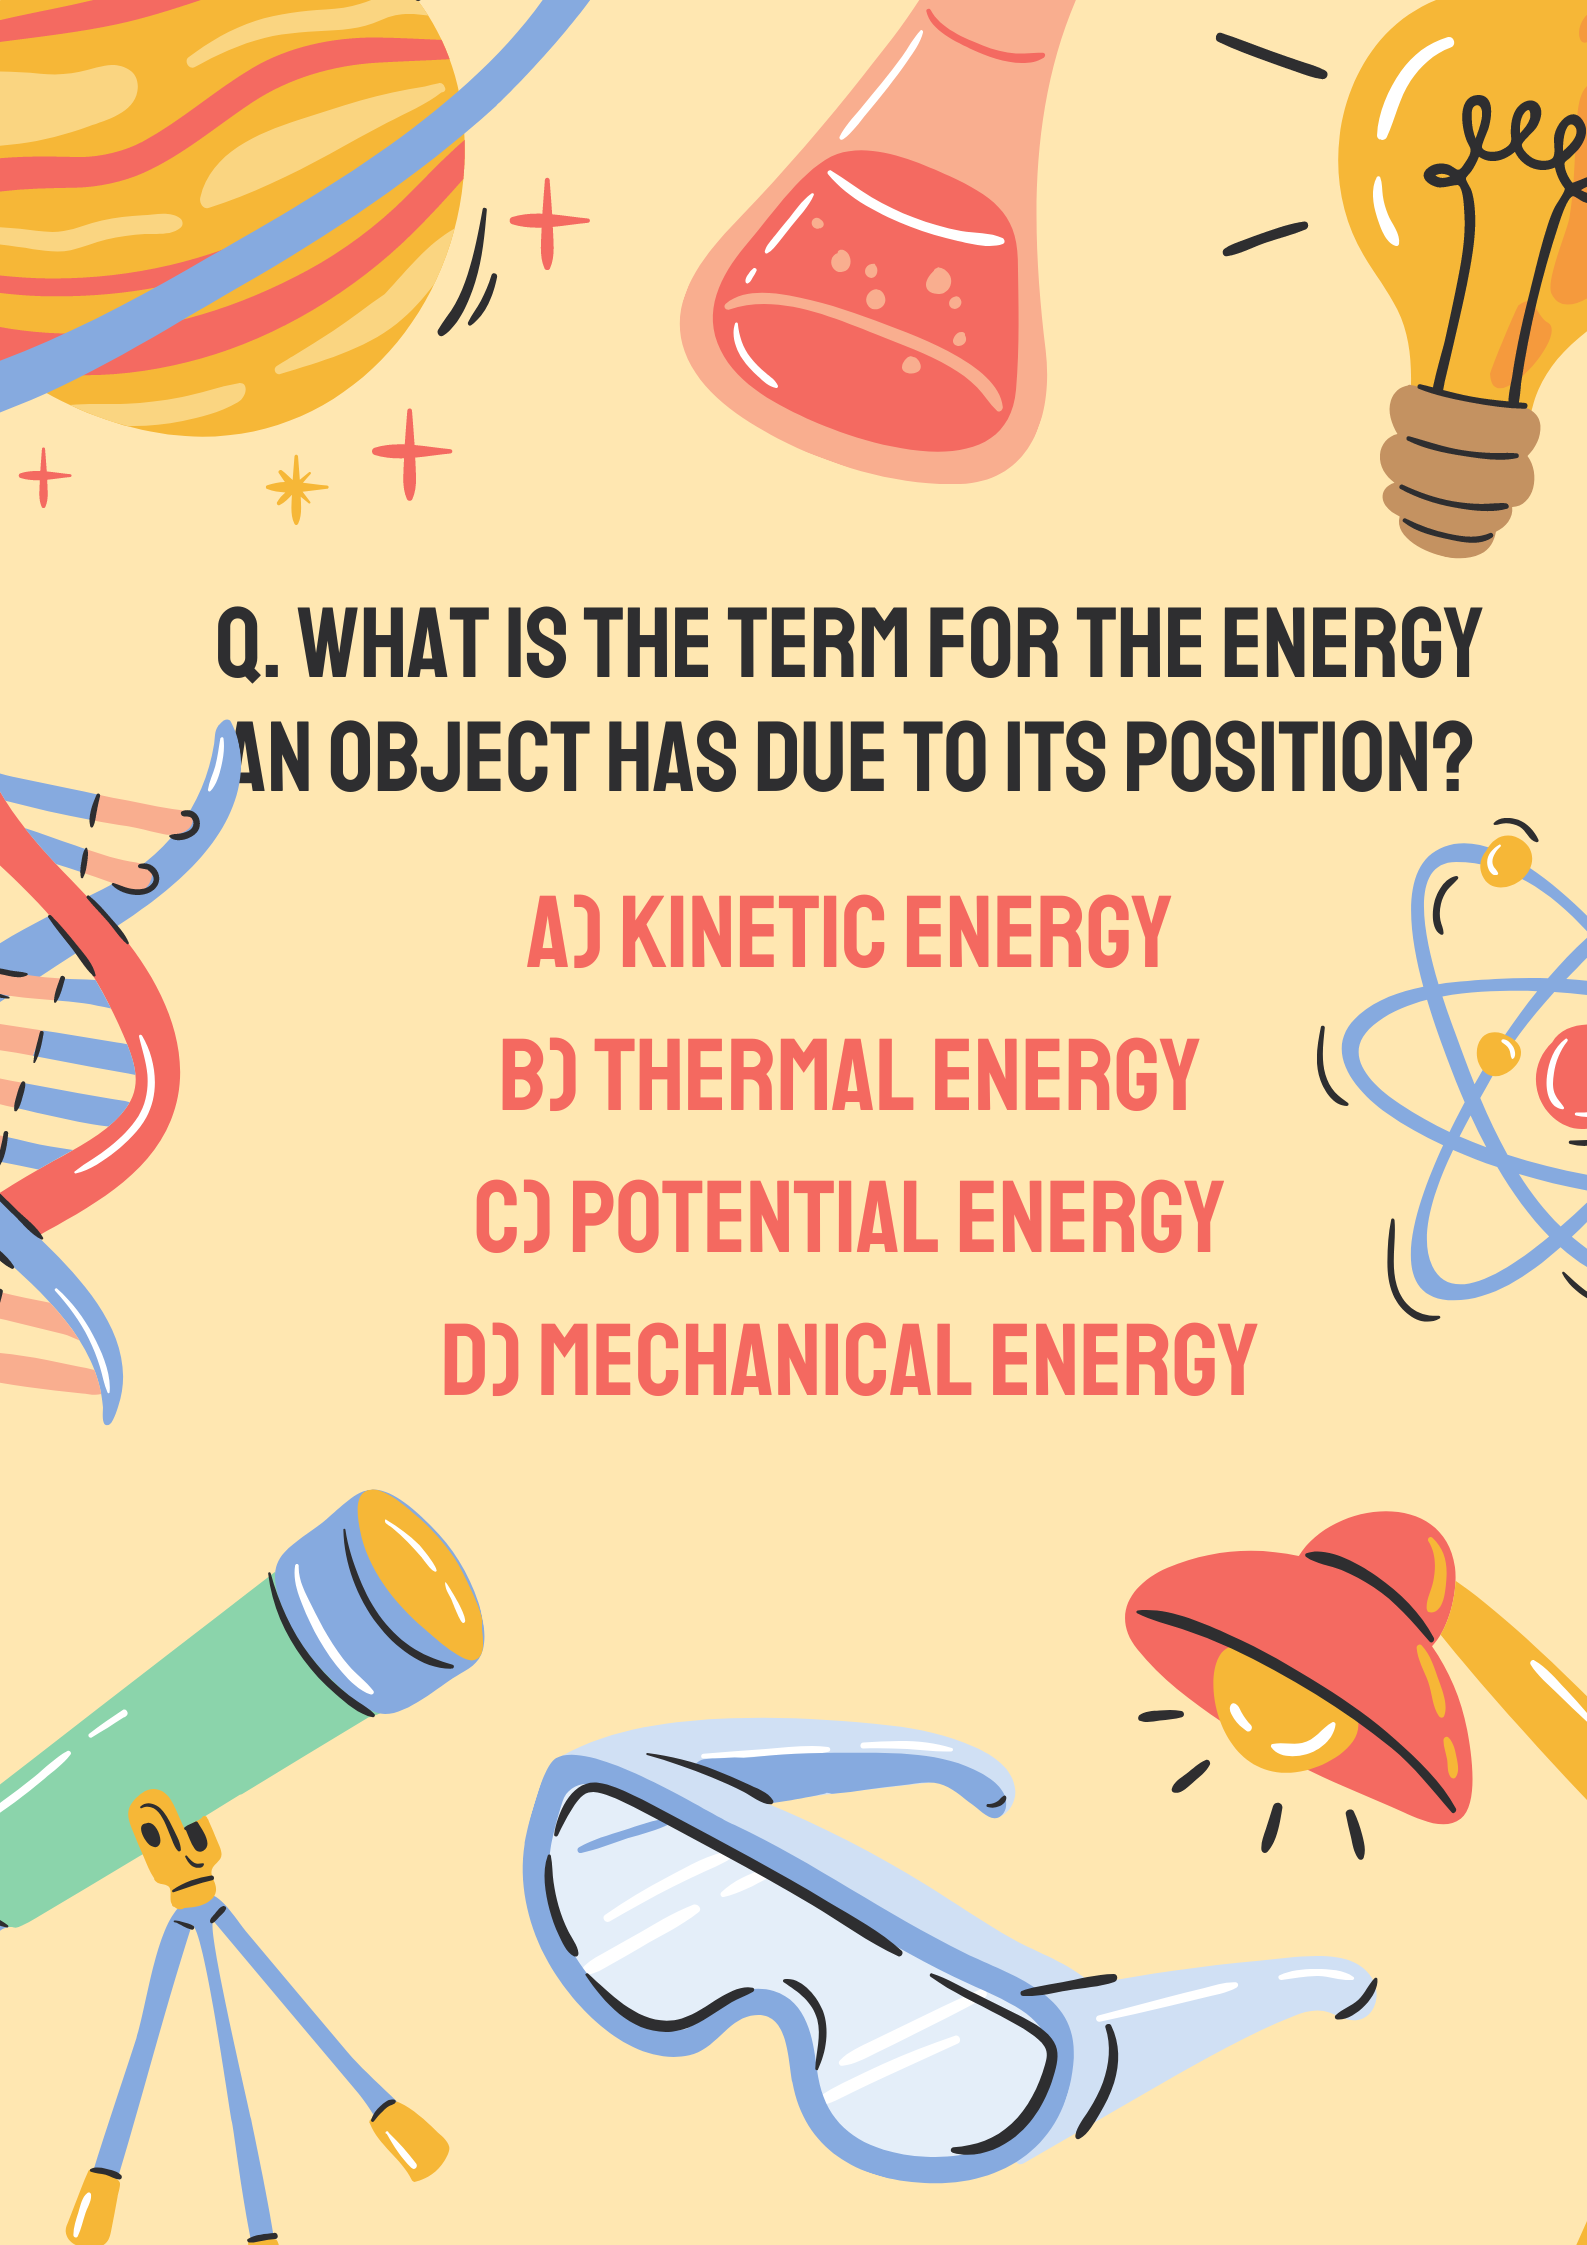 Q. WHAT IS THE TERM FOR THE ENERGY
AN OBJECT HAS DUE TO ITS POSITION?
A) KINETIC ENERGY
B) THERMAL ENERGY
C) POTENTIAL ENERGY
D) MECHANICAL ENERGY